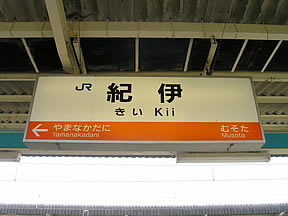 JR 紀伊
きい Kii
← やまなかだに むそた
Yamanakadani Musota